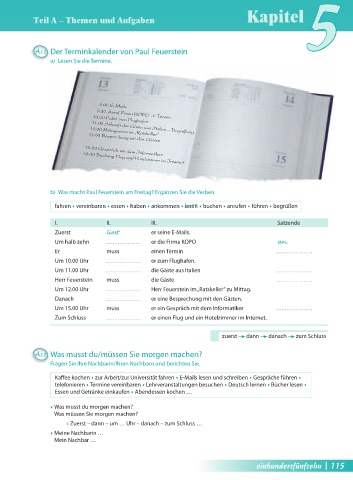 Teil A – Themen und Aufgaben
Kapitel 5
A12 Der Terminkalender von Paul Feuerstein
a) Lesen Sie die Termine.
13
14
9.00 E-Mails
9.30 Anruf Firma ROPO → Termin
10.00 Fahrt zum Flughafen
11.00 Ankunft der Gäste aus Italien – Begrüßung
12.00 Mittagessen im „Ratskeller"
13.00 Besprechung mit den Gästen
15.00 Gespräch mit dem Informatiker
16.00 Buchung: Flug und Hotelzimmer im Internet
15
b) Was macht Paul Feuerstein am Freitag? Ergänzen Sie die Verben.
fahren • vereinbaren • essen • haben • ankommen • lesen • buchen • anrufen • führen • begrüßen
I. II. III. Satzende
Zuerst liest er seine E-Mails.
Um halb zehn .................... er die Firma ROPO an.
Er muss einen Termin ....................
Um 10.00 Uhr .................... er zum Flughafen.
Um 11.00 Uhr .................... die Gäste aus Italien ....................
Herr Feuerstein muss die Gäste ....................
Um 12.00 Uhr .................... Herr Feuerstein im „Ratskeller" zu Mittag.
Danach .................... er eine Besprechung mit den Gästen.
Um 15.00 Uhr muss er ein Gespräch mit dem Informatiker ....................
Zum Schluss .................... er einen Flug und ein Hotelzimmer im Internet.
zuerst → dann → danach → zum Schluss
Was musst du/müssen Sie morgen machen?
Fragen Sie Ihre Nachbarin/Ihren Nachbarn und berichten Sie.
Kaffee kochen • zur Arbeit/zur Universität fahren • E-Mails lesen und schreiben • Gespräche führen •
telefonieren • Termine vereinbaren • Lehrveranstaltungen besuchen • Deutsch lernen • Bücher lesen •
Essen und Getränke einkaufen • Abendessen kochen …
• Was musst du morgen machen?
Was müssen Sie morgen machen?
• Zuerst – dann – um … Uhr – danach – zum Schluss …
• Meine Nachbarin …
Mein Nachbar …
einhundertfünfzehn | 115